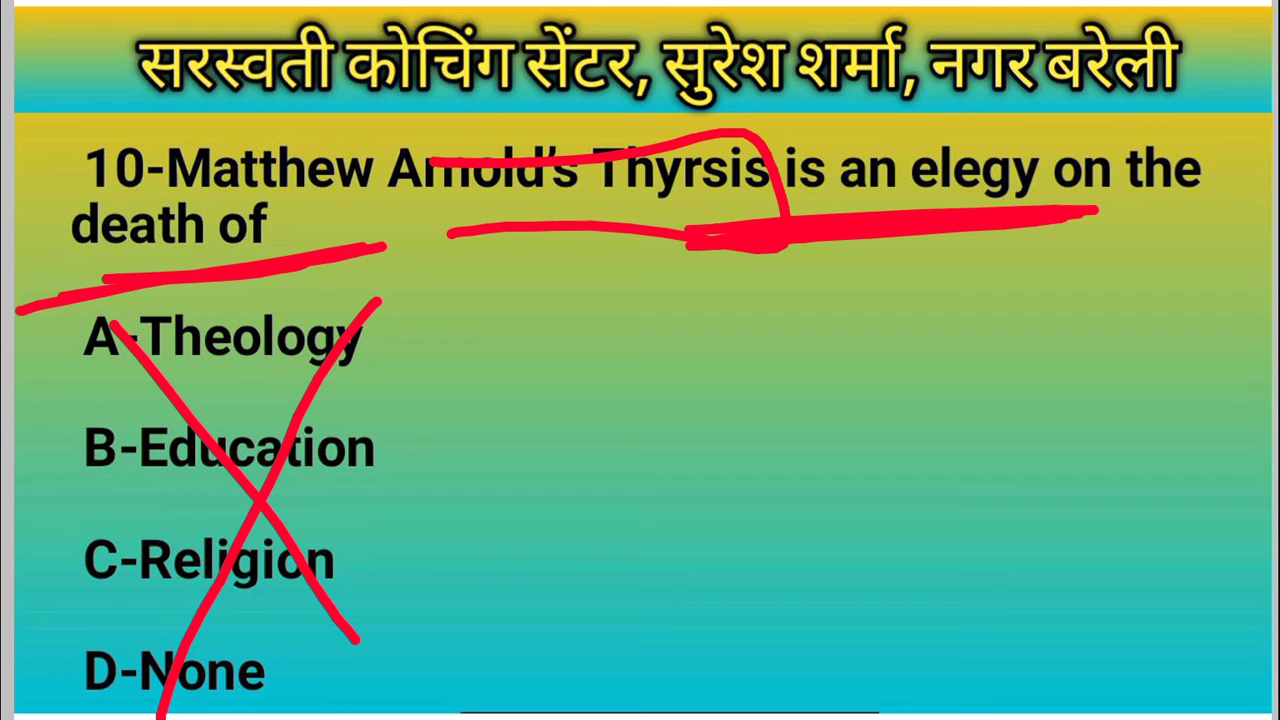 सरस्वती कोचिंग सेंटर, सुरेश शर्मा, नगर बरेली
10-Matthew Arnold's Thyrsis is an elegy on the
death of
A-Theology
B-Education
C-Religion
D-None